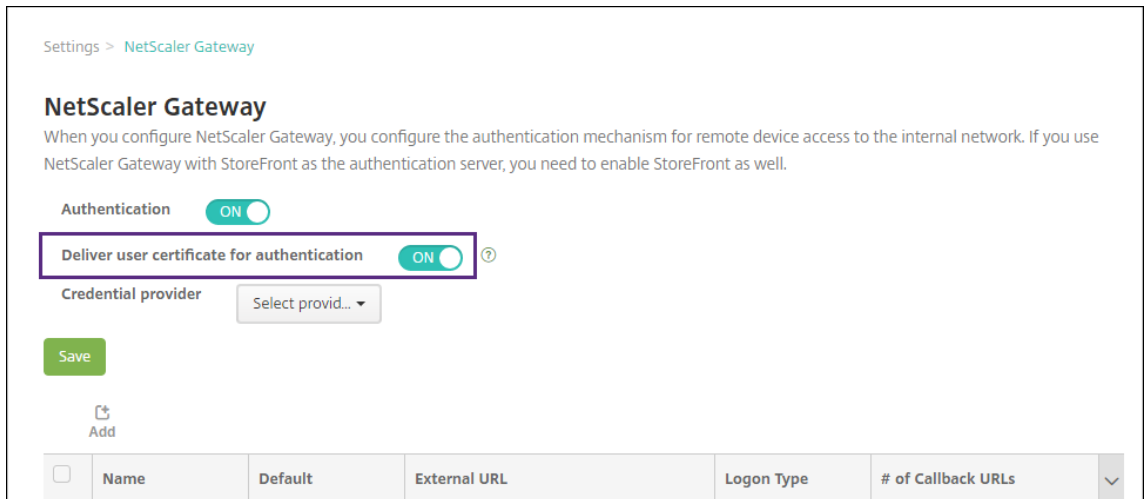 Settings > NetScaler Gateway
NetScaler Gateway
When you configure NetScaler Gateway, you configure the authentication mechanism for remote device access to the internal network. If you use
NetScaler Gateway with StoreFront as the authentication server, you need to enable StoreFront as well.
Authentication ON
Deliver user certificate for authentication ON ?
Credential provider Select provid...
Save
Add
Name Default External URL Logon Type # of Callback URLs